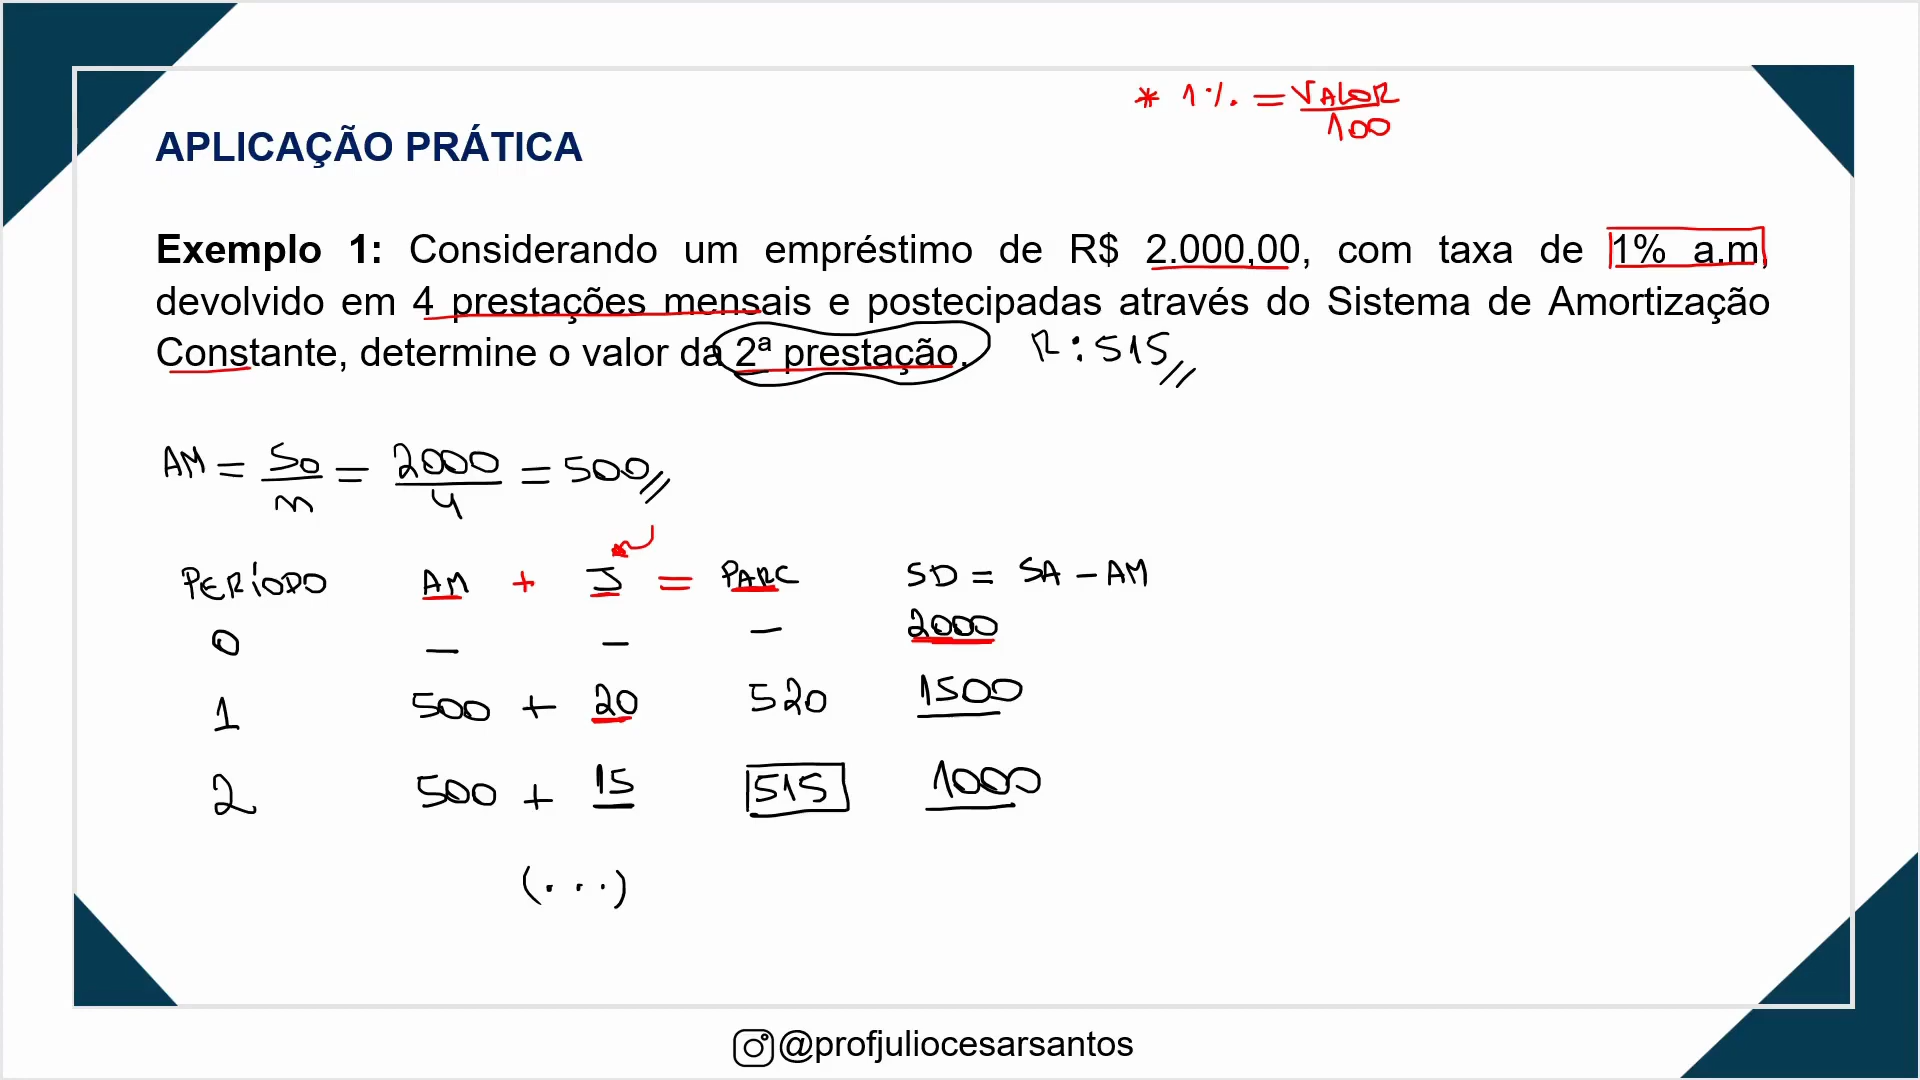 * 1% = VALOR
100
APLICAÇÃO PRÁTICA
Exemplo 1: Considerando um empréstimo de R$ 2.000,00, com taxa de 1% a.m,
devolvido em 4 prestações mensais e postecipadas através do Sistema de Amortização
Constante, determine o valor da 2ª prestação. R: 515//
AM = So/n = 2000/4 = 500//
PERÍODO AM + J = PARC SD = SA - AM
0 - - - 2000
1 500 + 20 520 1500
2 500 + 15 515 1000
(...)
@profjuliocesarsantos